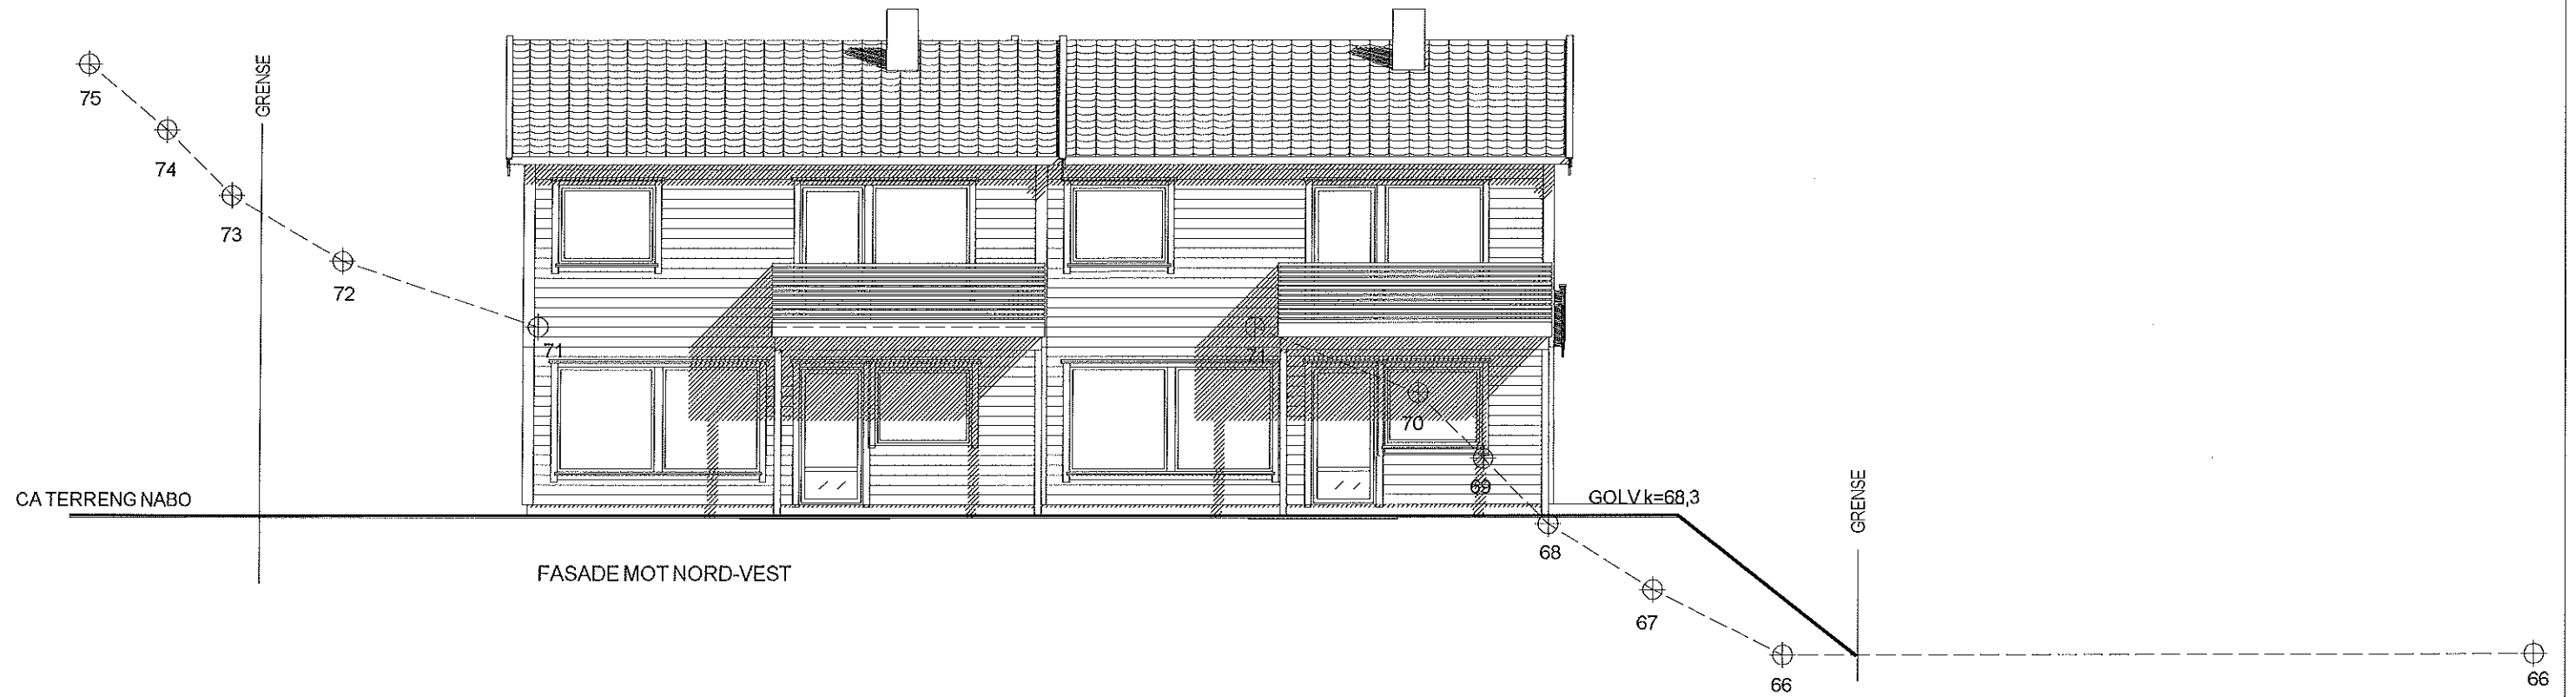 75
GRENSE
74
73
72
71
71
70
69
CA TERRENG NABO
GOLV k=68,3
GRENSE
68
FASADE MOT NORD-VEST
67
66
66